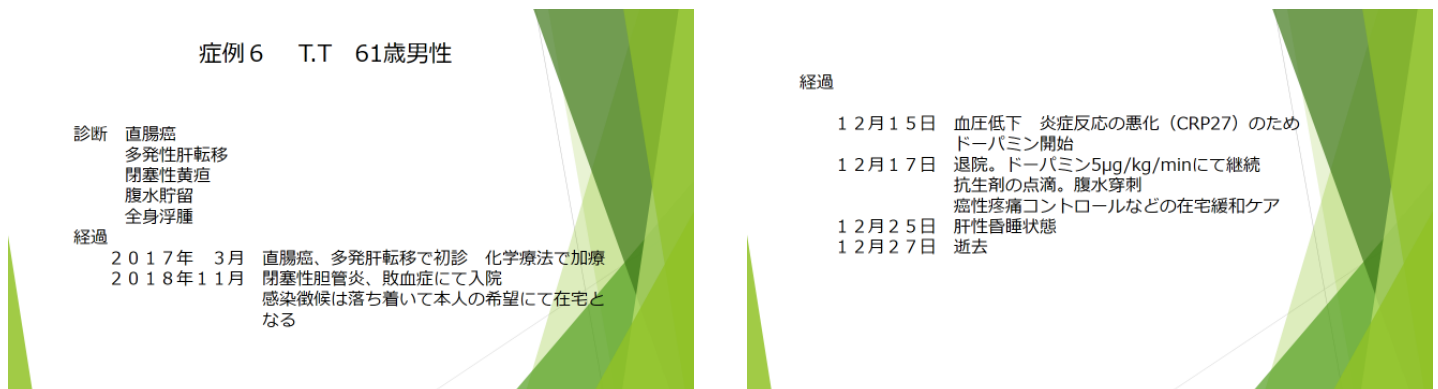 症例６　T.T　61歳男性
診断　直腸癌
多発性肝転移
閉塞性黄疸
腹水貯留
全身浮腫
経過
２０１７年　３月　直腸癌、多発肝転移で初診　化学療法で加療
２０１８年１１月　閉塞性胆管炎、敗血症にて入院
感染徴候は落ち着いて本人の希望にて在宅と
なる
経過
１２月１５日　血圧低下　炎症反応の悪化（CRP27）のため
ドーパミン開始
１２月１７日　退院。ドーパミン5μg/kg/minにて継続
抗生剤の点滴。腹水穿刺
癌性疼痛コントロールなどの在宅緩和ケア
１２月２５日　肝性昏睡状態
１２月２７日　逝去